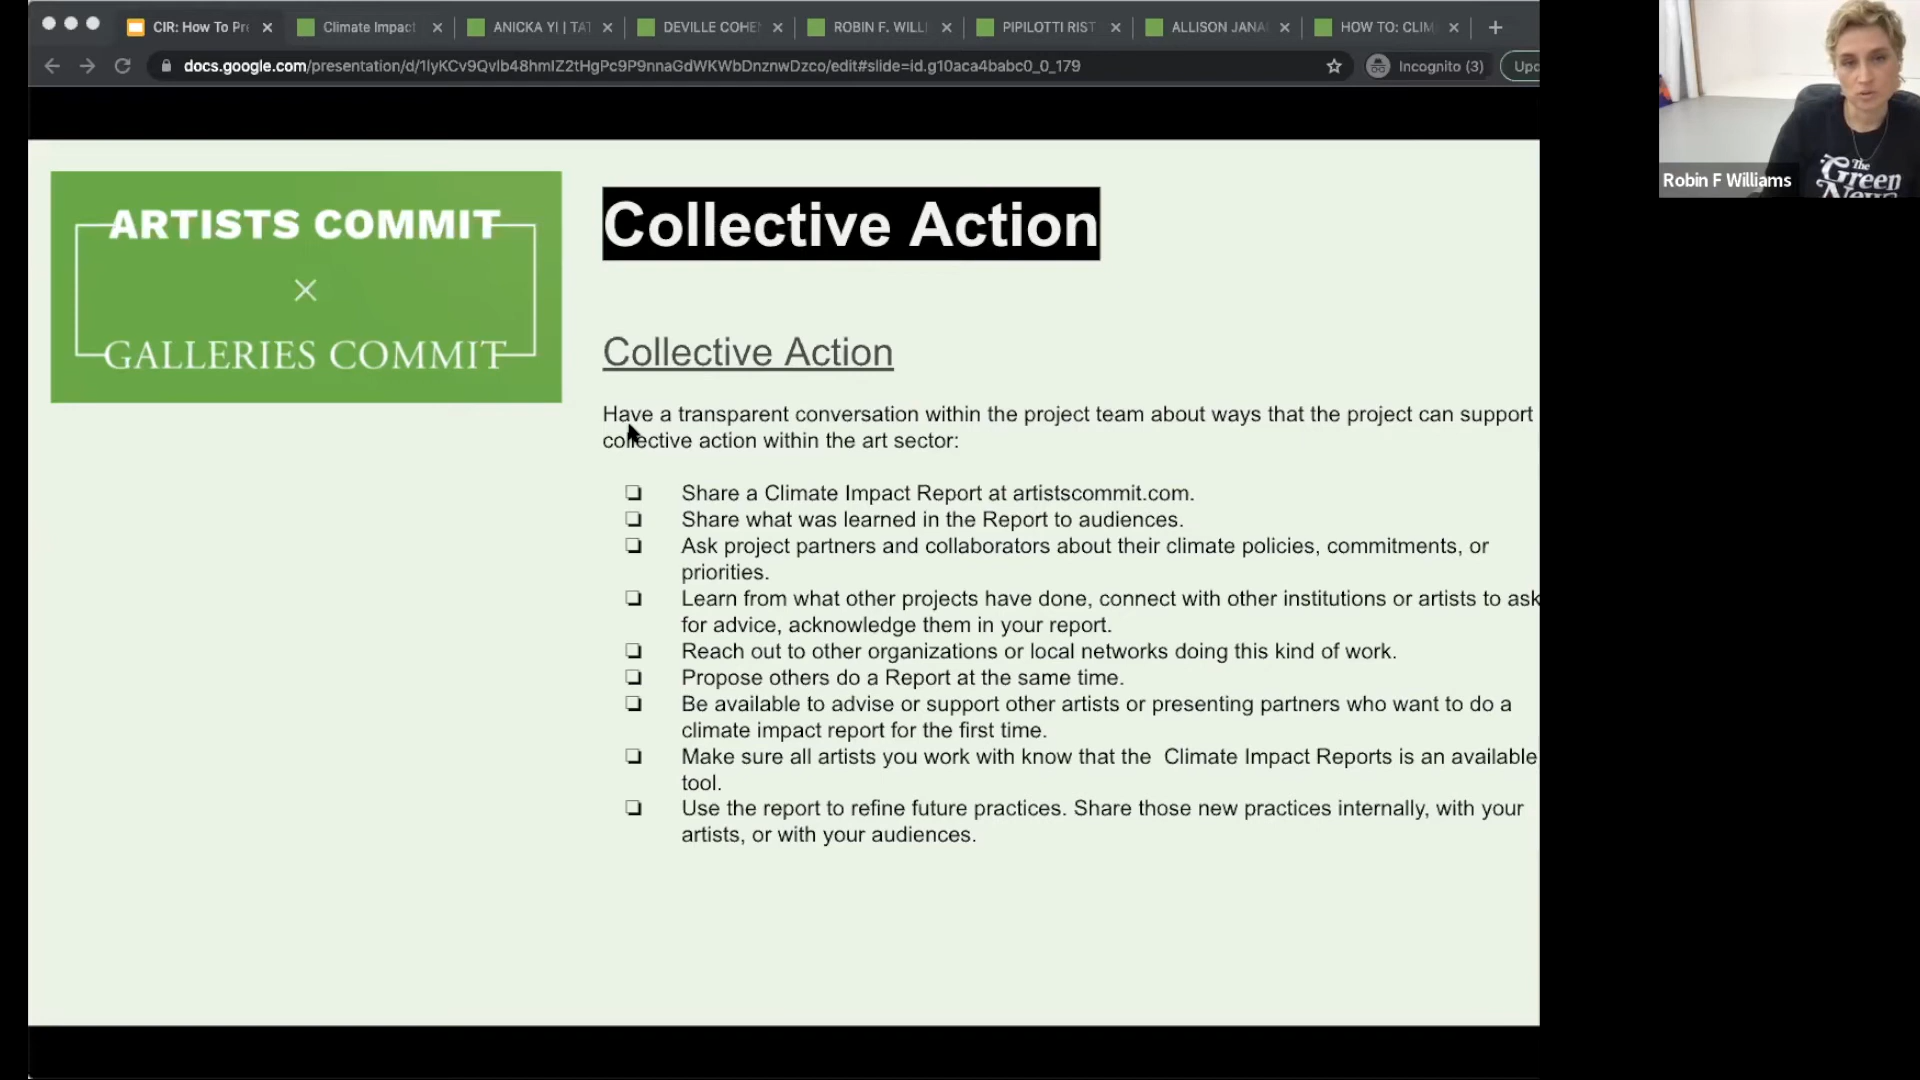 CIR: How To Pr
Climate Impact
ANICKA YI | TAT
DEVILLE COHE
ROBIN F. WILL
PIPILOTTI RIST
ALLISON JANA
HOW TO: CLIM
docs.google.com/presentation/d/1lyKCv9Qvlb48hmIZ2tHgPc9P9nnaGdWKWbDnznwDzco/edit#slide=id.g10aca4babc0_0_179
Incognito (3)
Upd
ARTISTS COMMIT
×
GALLERIES COMMIT
Collective Action
Collective Action
Have a transparent conversation within the project team about ways that the project can support
collective action within the art sector:
Share a Climate Impact Report at artistscommit.com.
Share what was learned in the Report to audiences.
Ask project partners and collaborators about their climate policies, commitments, or
priorities.
Learn from what other projects have done, connect with other institutions or artists to ask
for advice, acknowledge them in your report.
Reach out to other organizations or local networks doing this kind of work.
Propose others do a Report at the same time.
Be available to advise or support other artists or presenting partners who want to do a
climate impact report for the first time.
Make sure all artists you work with know that the  Climate Impact Reports is an available
tool.
Use the report to refine future practices. Share those new practices internally, with your
artists, or with your audiences.
The
Green
New
Robin F Williams